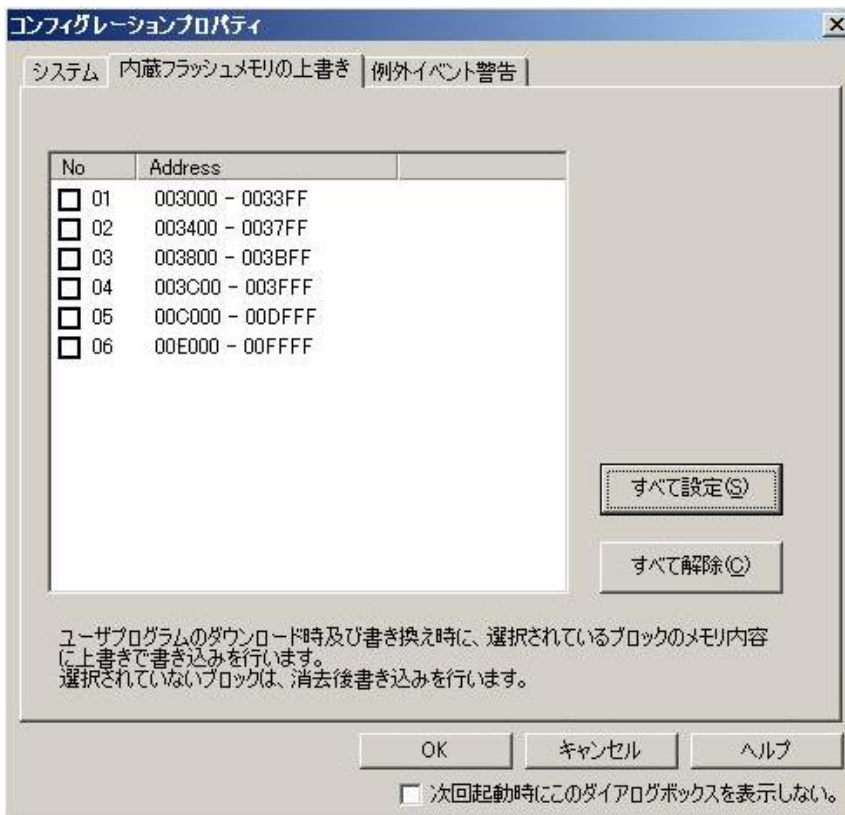 コンフィグレーションプロパティ
システム 内蔵フラッシュメモリの上書き 例外イベント警告
No Address
01 003000 - 0033FF
02 003400 - 0037FF
03 003800 - 003BFF
04 003C00 - 003FFF
05 00C000 - 00DFFF
06 00E000 - 00FFFF
すべて設定(S)
すべて解除(C)
ユーザプログラムのダウンロード時及び書き換え時に、選択されているブロックのメモリ内容
に上書きで書き込みを行います。
選択されていないブロックは、消去後書き込みを行います。
OK キャンセル ヘルプ
次回起動時にこのダイアログボックスを表示しない。